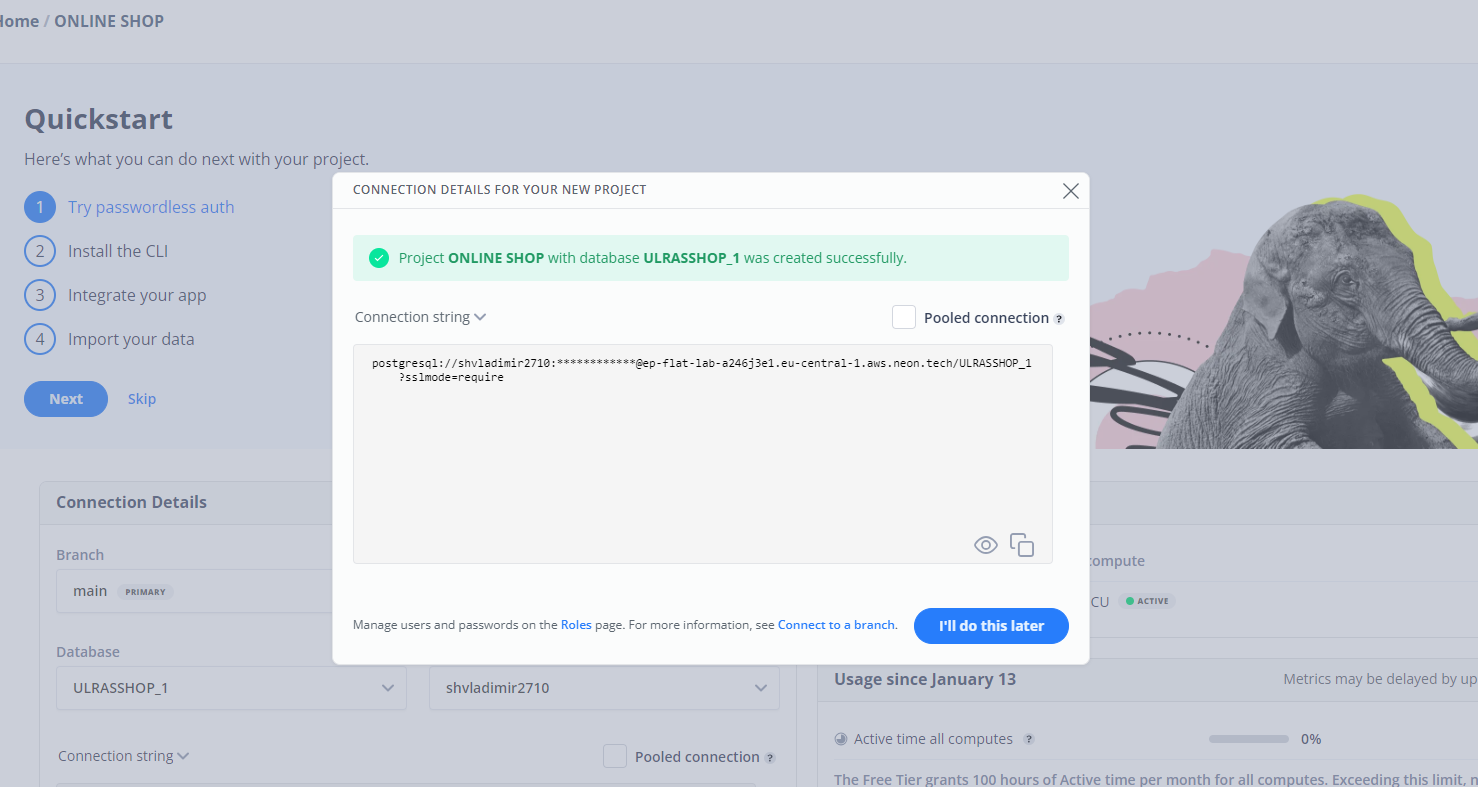 Home / ONLINE SHOP
Quickstart
Here's what you can do next with your project.
1 Try passwordless auth
2 Install the CLI
3 Integrate your app
4 Import your data
Next Skip
CONNECTION DETAILS FOR YOUR NEW PROJECT
Project ONLINE SHOP with database ULRASSHOP_1 was created successfully.
Connection string Pooled connection ?
postgresql://shvladimir2710:************@ep-flat-lab-a246j3e1.eu-central-1.aws.neon.tech/ULRASSHOP_1
?sslmode=require
Manage users and passwords on the Roles page. For more information, see Connect to a branch. I'll do this later
Connection Details
Branch
main PRIMARY
Database
ULRASSHOP_1 shvladimir2710
Connection string Pooled connection ?
compute
CU ACTIVE
Usage since January 13 Metrics may be delayed by up
Active time all computes ? 0%
The Free Tier grants 100 hours of Active time per month for all computes. Exceeding this limit, n